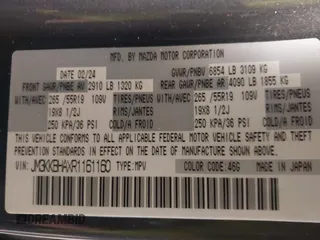 MFD. BY MAZDA MOTOR CORPORATION
DATE 02/24 GVWR/PNBV 6854 LB 3109 KG
FRONT GAWR/PNBE AV 2910 LB 1320 KG REAR GAWR/PNBE AR 4090 LB 1855 KG
WITH/AVEC 265 /55R19 109V TIRES/PNEUS WITH/AVEC 265 /55R19 109V TIRES/PNEUS
19X8 1/2J RIMS/JANTES 19X8 1/2J RIMS/JANTES
250 KPA/36 PSI COLD/A FROID 250 KPA/36 PSI COLD/A FROID
THIS VEHICLE CONFORMS TO ALL APPLICABLE FEDERAL MOTOR VEHICLE
SAFETY, BUMPER, AND THEFT PREVENTION STANDARDS IN EFFECT ON THE
DATE OF MANUFACTURE SHOWN ABOVE.
VIN: TYPE:MPV COLOR CODE:46G MADE IN JAPAN
IDREAMBID